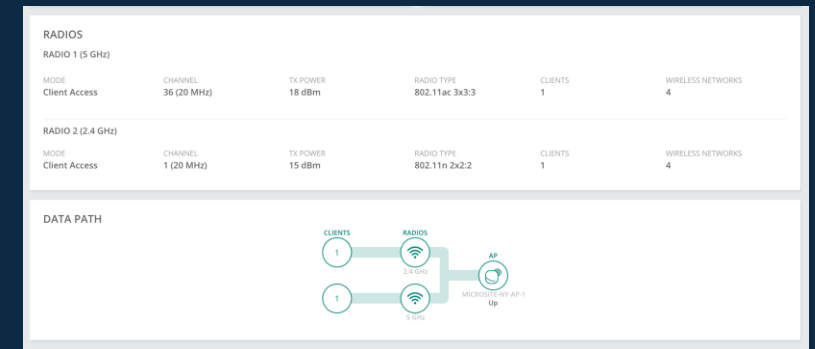 RADIOS
RADIO 1 (5 GHz)
MODE CHANNEL TX POWER RADIO TYPE CLIENTS WIRELESS NETWORKS
Client Access 36 (20 MHz) 18 dBm 802.11ac 3x3:3 1 4
RADIO 2 (2.4 GHz)
MODE CHANNEL TX POWER RADIO TYPE CLIENTS WIRELESS NETWORKS
Client Access 1 (20 MHz) 15 dBm 802.11n 2x2:2 1 4
DATA PATH
CLIENTS RADIOS
1
2.4 GHz
AP
MICROSITE-NY-AP-1
Up
1
5 GHz